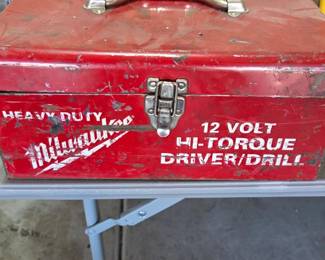 HEAVY DUTY
Milwaukee
12 VOLT
HI-TORQUE
DRIVER/DRILL